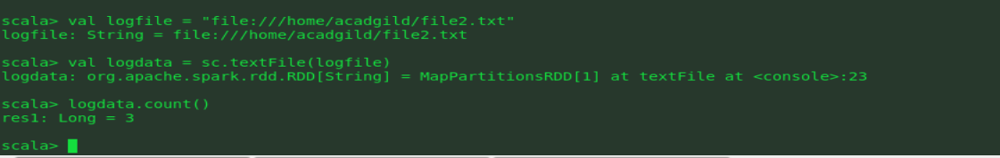 scala> val logfile = "file:///home/acadgild/file2.txt"
logfile: String = file:///home/acadgild/file2.txt
scala> val logdata = sc.textFile(logfile)
logdata: org.apache.spark.rdd.RDD[String] = MapPartitionsRDD[1] at textFile at <console>:23
scala> logdata.count()
res1: Long = 3
scala>